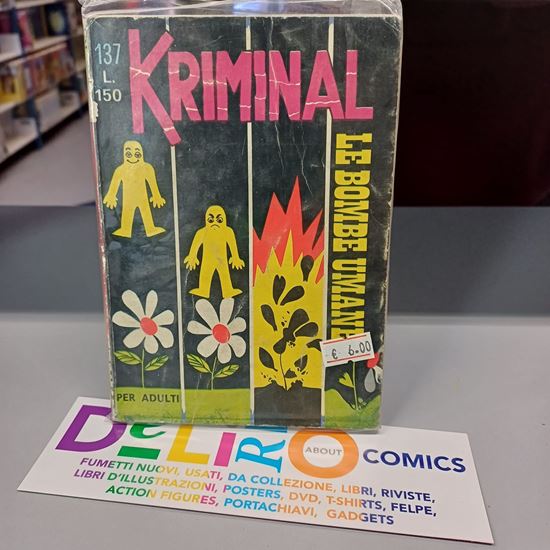 137
L.
150
KRIMINAL
LE BOMBE UMANE
€ 6.00
PER ADULTI
DELIRIO
ABOUT
COMICS
FUMETTI NUOVI, USATI, DA COLLEZIONE, LIBRI, RIVISTE,
LIBRI D'ILLUSTRAZIONI, POSTERS, DVD, T-SHIRTS, FELPE,
ACTION FIGURES, PORTACHIAVI, GADGETS